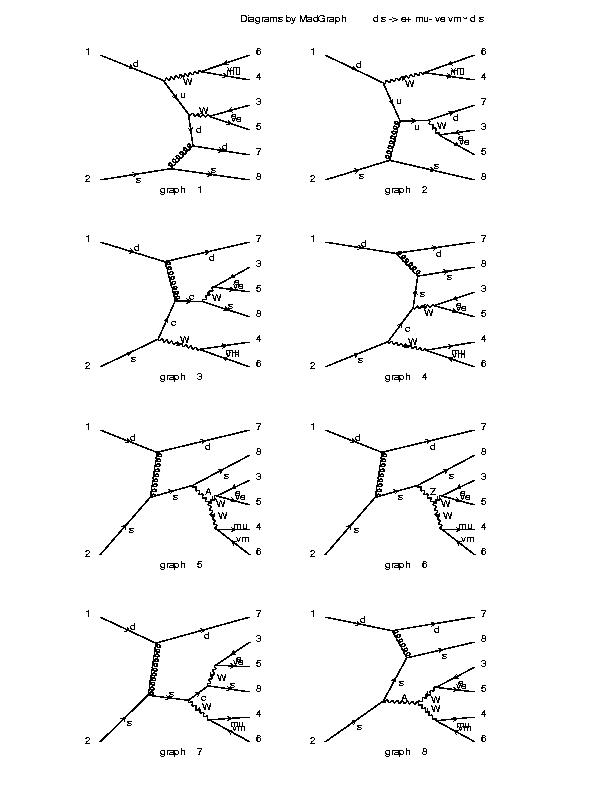 Diagrams by MadGraph d s -> e+ mu- ve vm~ d s
1 d W 6 4
u W 3 e ve 5
d d 7
2 s s 8
graph 1
1 d W 6 4
u u d 7
W 3 e ve 5
2 s s 8
graph 2
1 d d 7
3 e ve 5
c W s 8
c W 4
2 s 6
graph 3
1 d d 7
s 8
s W 3 e ve 5
c W 4
2 s 6
graph 4
1 d d 7
s 8
s A W 3 e ve 5
W mu 4
2 s vm 6
graph 5
1 d d 7
s 8
s Z W 3 e ve 5
W mu 4
2 s vm 6
graph 6
1 d d 7
3 e ve 5
W s 8
s c W mu 4
2 s vm 6
graph 7
1 d d 7
s 8
s A W 3 e ve 5
W mu 4
2 s vm 6
graph 8